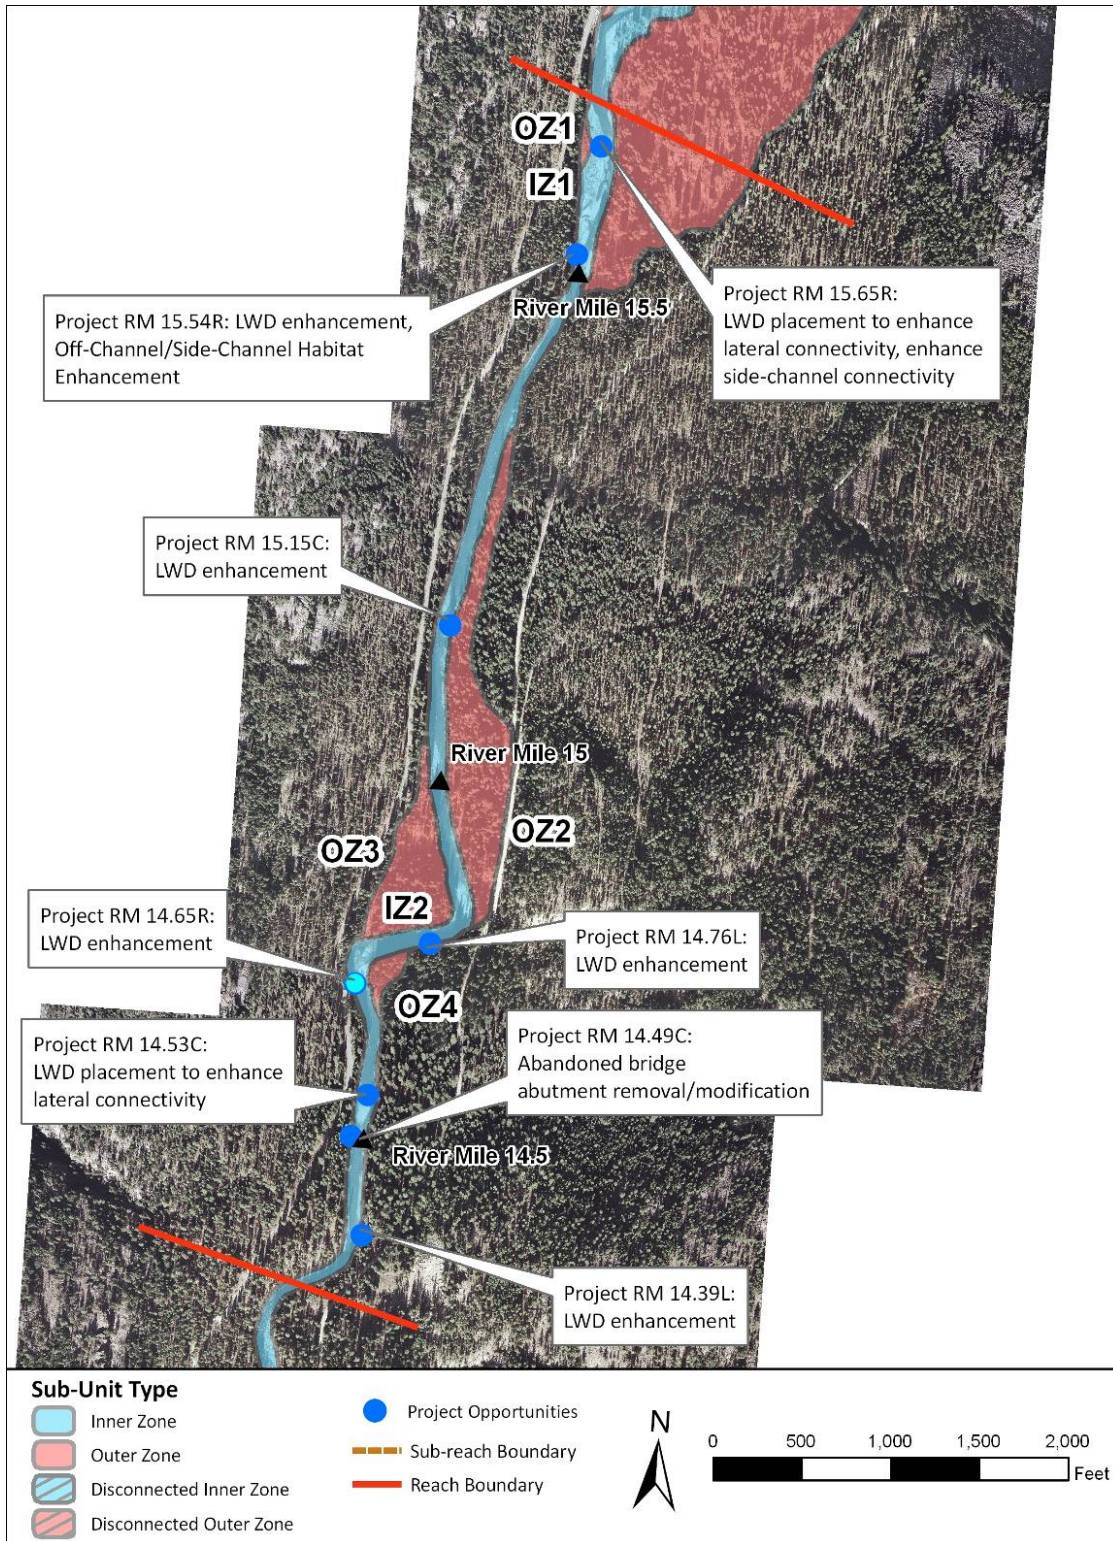 OZ1
IZ1
River Mile 15.5
Project RM 15.54R: LWD enhancement,
Off-Channel/Side-Channel Habitat
Enhancement
Project RM 15.65R:
LWD placement to enhance
lateral connectivity, enhance
side-channel connectivity
Project RM 15.15C:
LWD enhancement
River Mile 15
OZ2
OZ3
IZ2
Project RM 14.65R:
LWD enhancement
Project RM 14.76L:
LWD enhancement
OZ4
Project RM 14.53C:
LWD placement to enhance
lateral connectivity
Project RM 14.49C:
Abandoned bridge
abutment removal/modification
River Mile 14.5
Project RM 14.39L:
LWD enhancement
Sub-Unit Type
Inner Zone
Outer Zone
Disconnected Inner Zone
Disconnected Outer Zone
Project Opportunities
Sub-reach Boundary
Reach Boundary
N
0 500 1,000 1,500 2,000
Feet